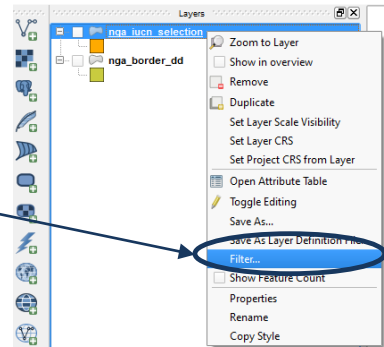 Layers
nga_iucn_selection
nga_border_dd
Zoom to Layer
Show in overview
Remove
Duplicate
Set Layer Scale Visibility
Set Layer CRS
Set Project CRS from Layer
Open Attribute Table
Toggle Editing
Save As...
Save As Layer Definition File
Filter...
Show Feature Count
Properties
Rename
Copy Style